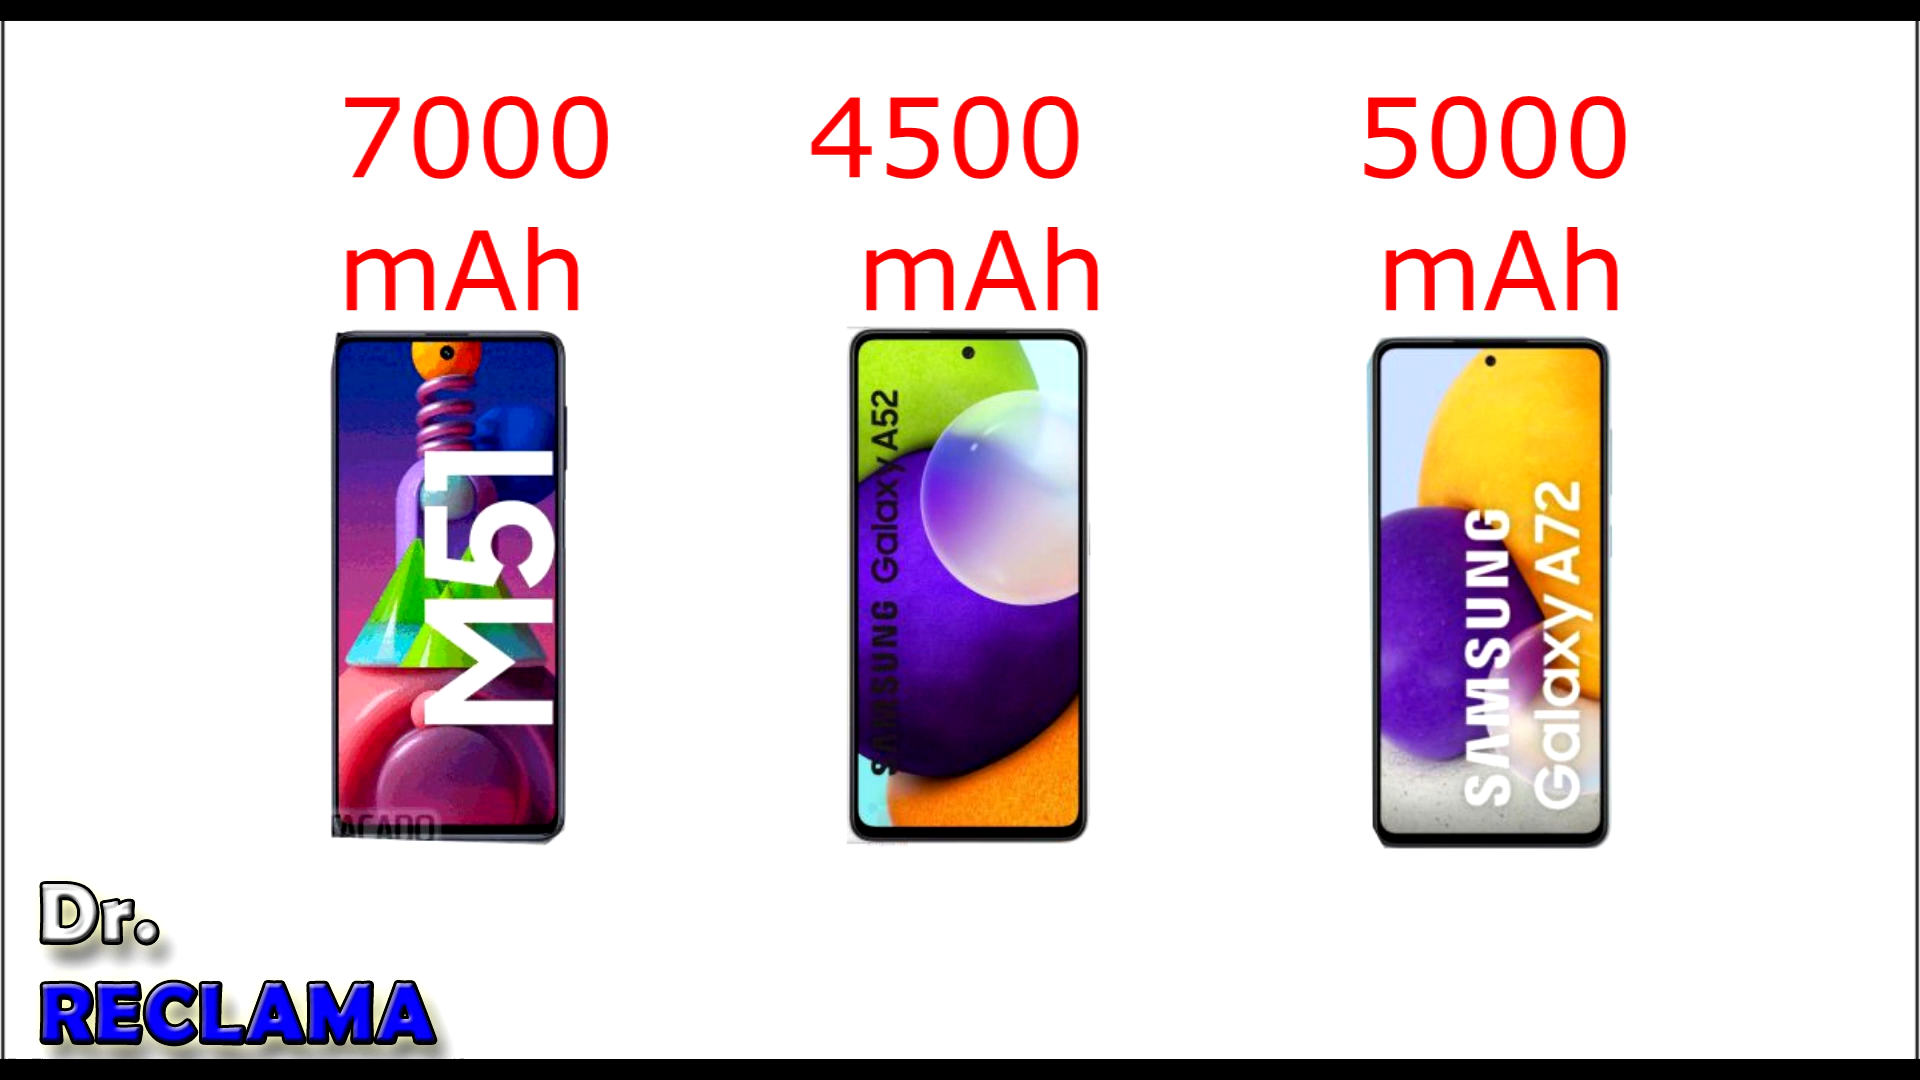 7000 4500 5000
mAh mAh mAh
M51
SAMSUNG Galaxy A52
SAMSUNG
Galaxy A72
Dr.
RECLAMA